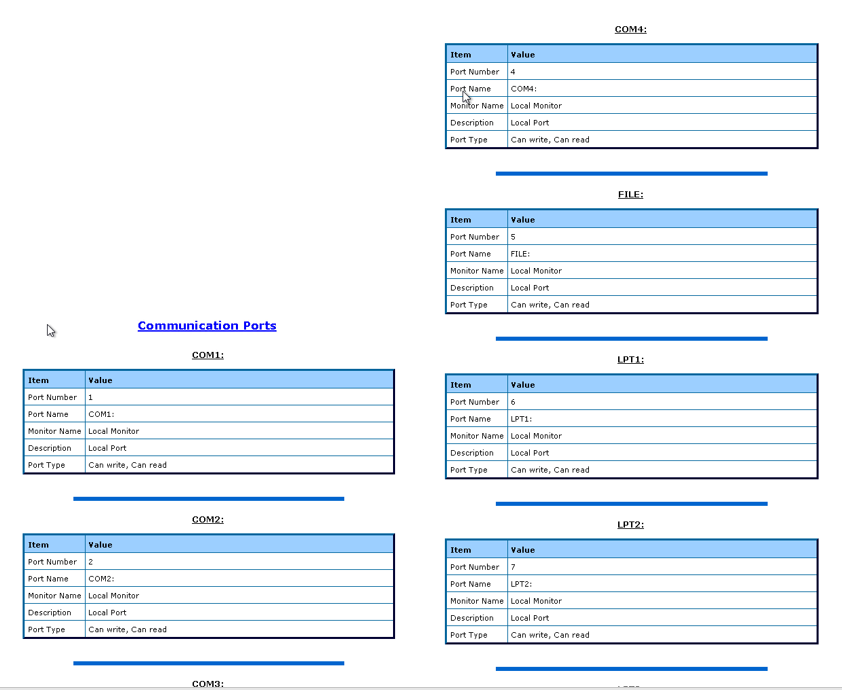 Communication Ports
COM1:
Item Value
Port Number 1
Port Name COM1:
Monitor Name Local Monitor
Description Local Port
Port Type Can write, Can read
COM2:
Item Value
Port Number 2
Port Name COM2:
Monitor Name Local Monitor
Description Local Port
Port Type Can write, Can read
COM3:
COM4:
Item Value
Port Number 4
Port Name COM4:
Monitor Name Local Monitor
Description Local Port
Port Type Can write, Can read
FILE:
Item Value
Port Number 5
Port Name FILE:
Monitor Name Local Monitor
Description Local Port
Port Type Can write, Can read
LPT1:
Item Value
Port Number 6
Port Name LPT1:
Monitor Name Local Monitor
Description Local Port
Port Type Can write, Can read
LPT2:
Item Value
Port Number 7
Port Name LPT2:
Monitor Name Local Monitor
Description Local Port
Port Type Can write, Can read